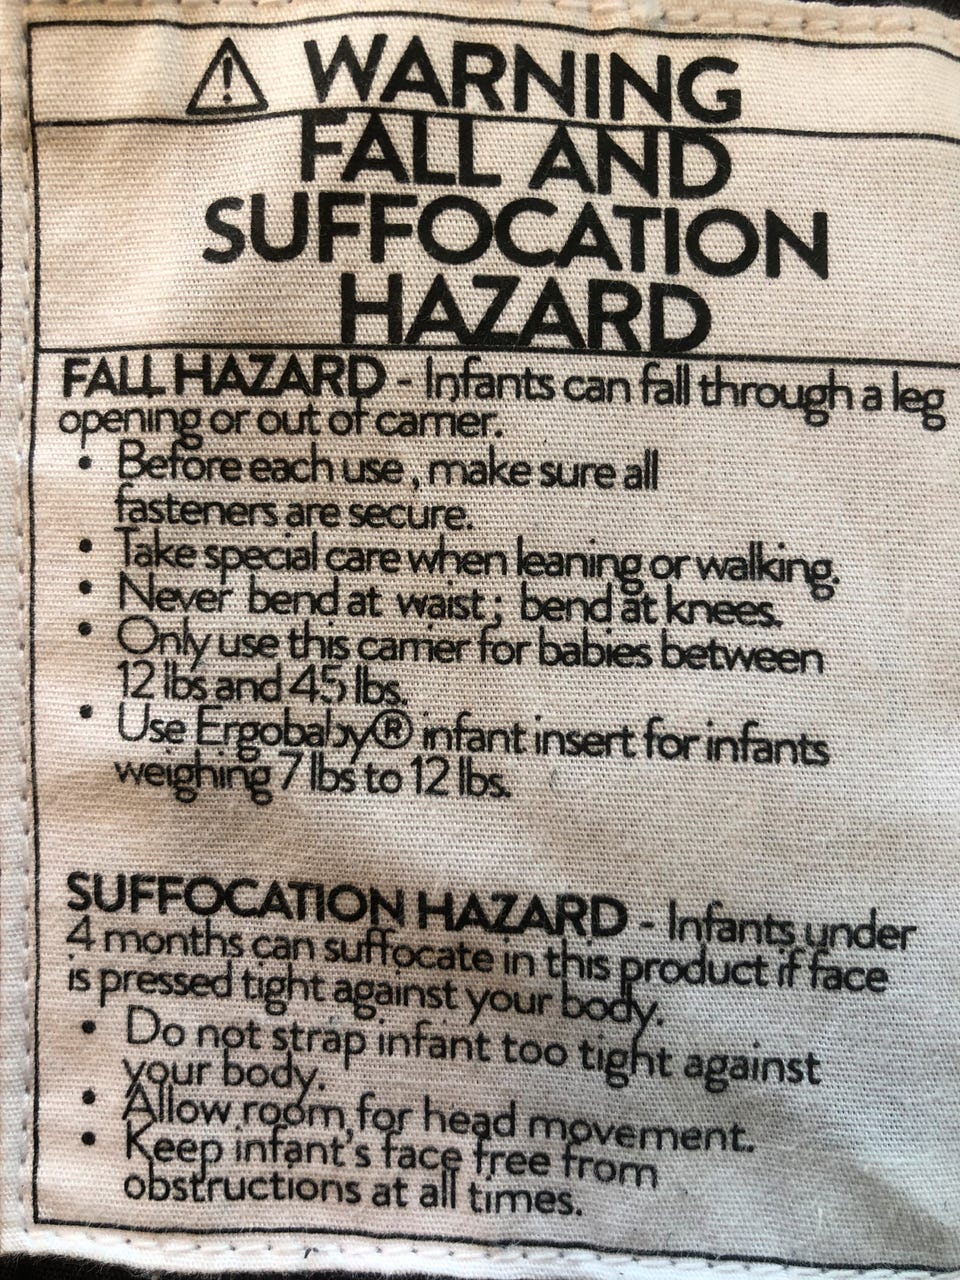 ⚠ WARNING
FALL AND
SUFFOCATION
HAZARD
FALL HAZARD - Infants can fall through a leg
opening or out of carrier.
• Before each use, make sure all
fasteners are secure.
• Take special care when leaning or walking.
• Never bend at waist; bend at knees.
• Only use this carrier for babies between
12 lbs and 45 lbs.
• Use Ergobaby® infant insert for infants
weighing 7 lbs to 12 lbs.
SUFFOCATION HAZARD - Infants under
4 months can suffocate in this product if face
is pressed tight against your body.
• Do not strap infant too tight against
your body.
• Allow room for head movement.
• Keep infant's face free from
obstructions at all times.